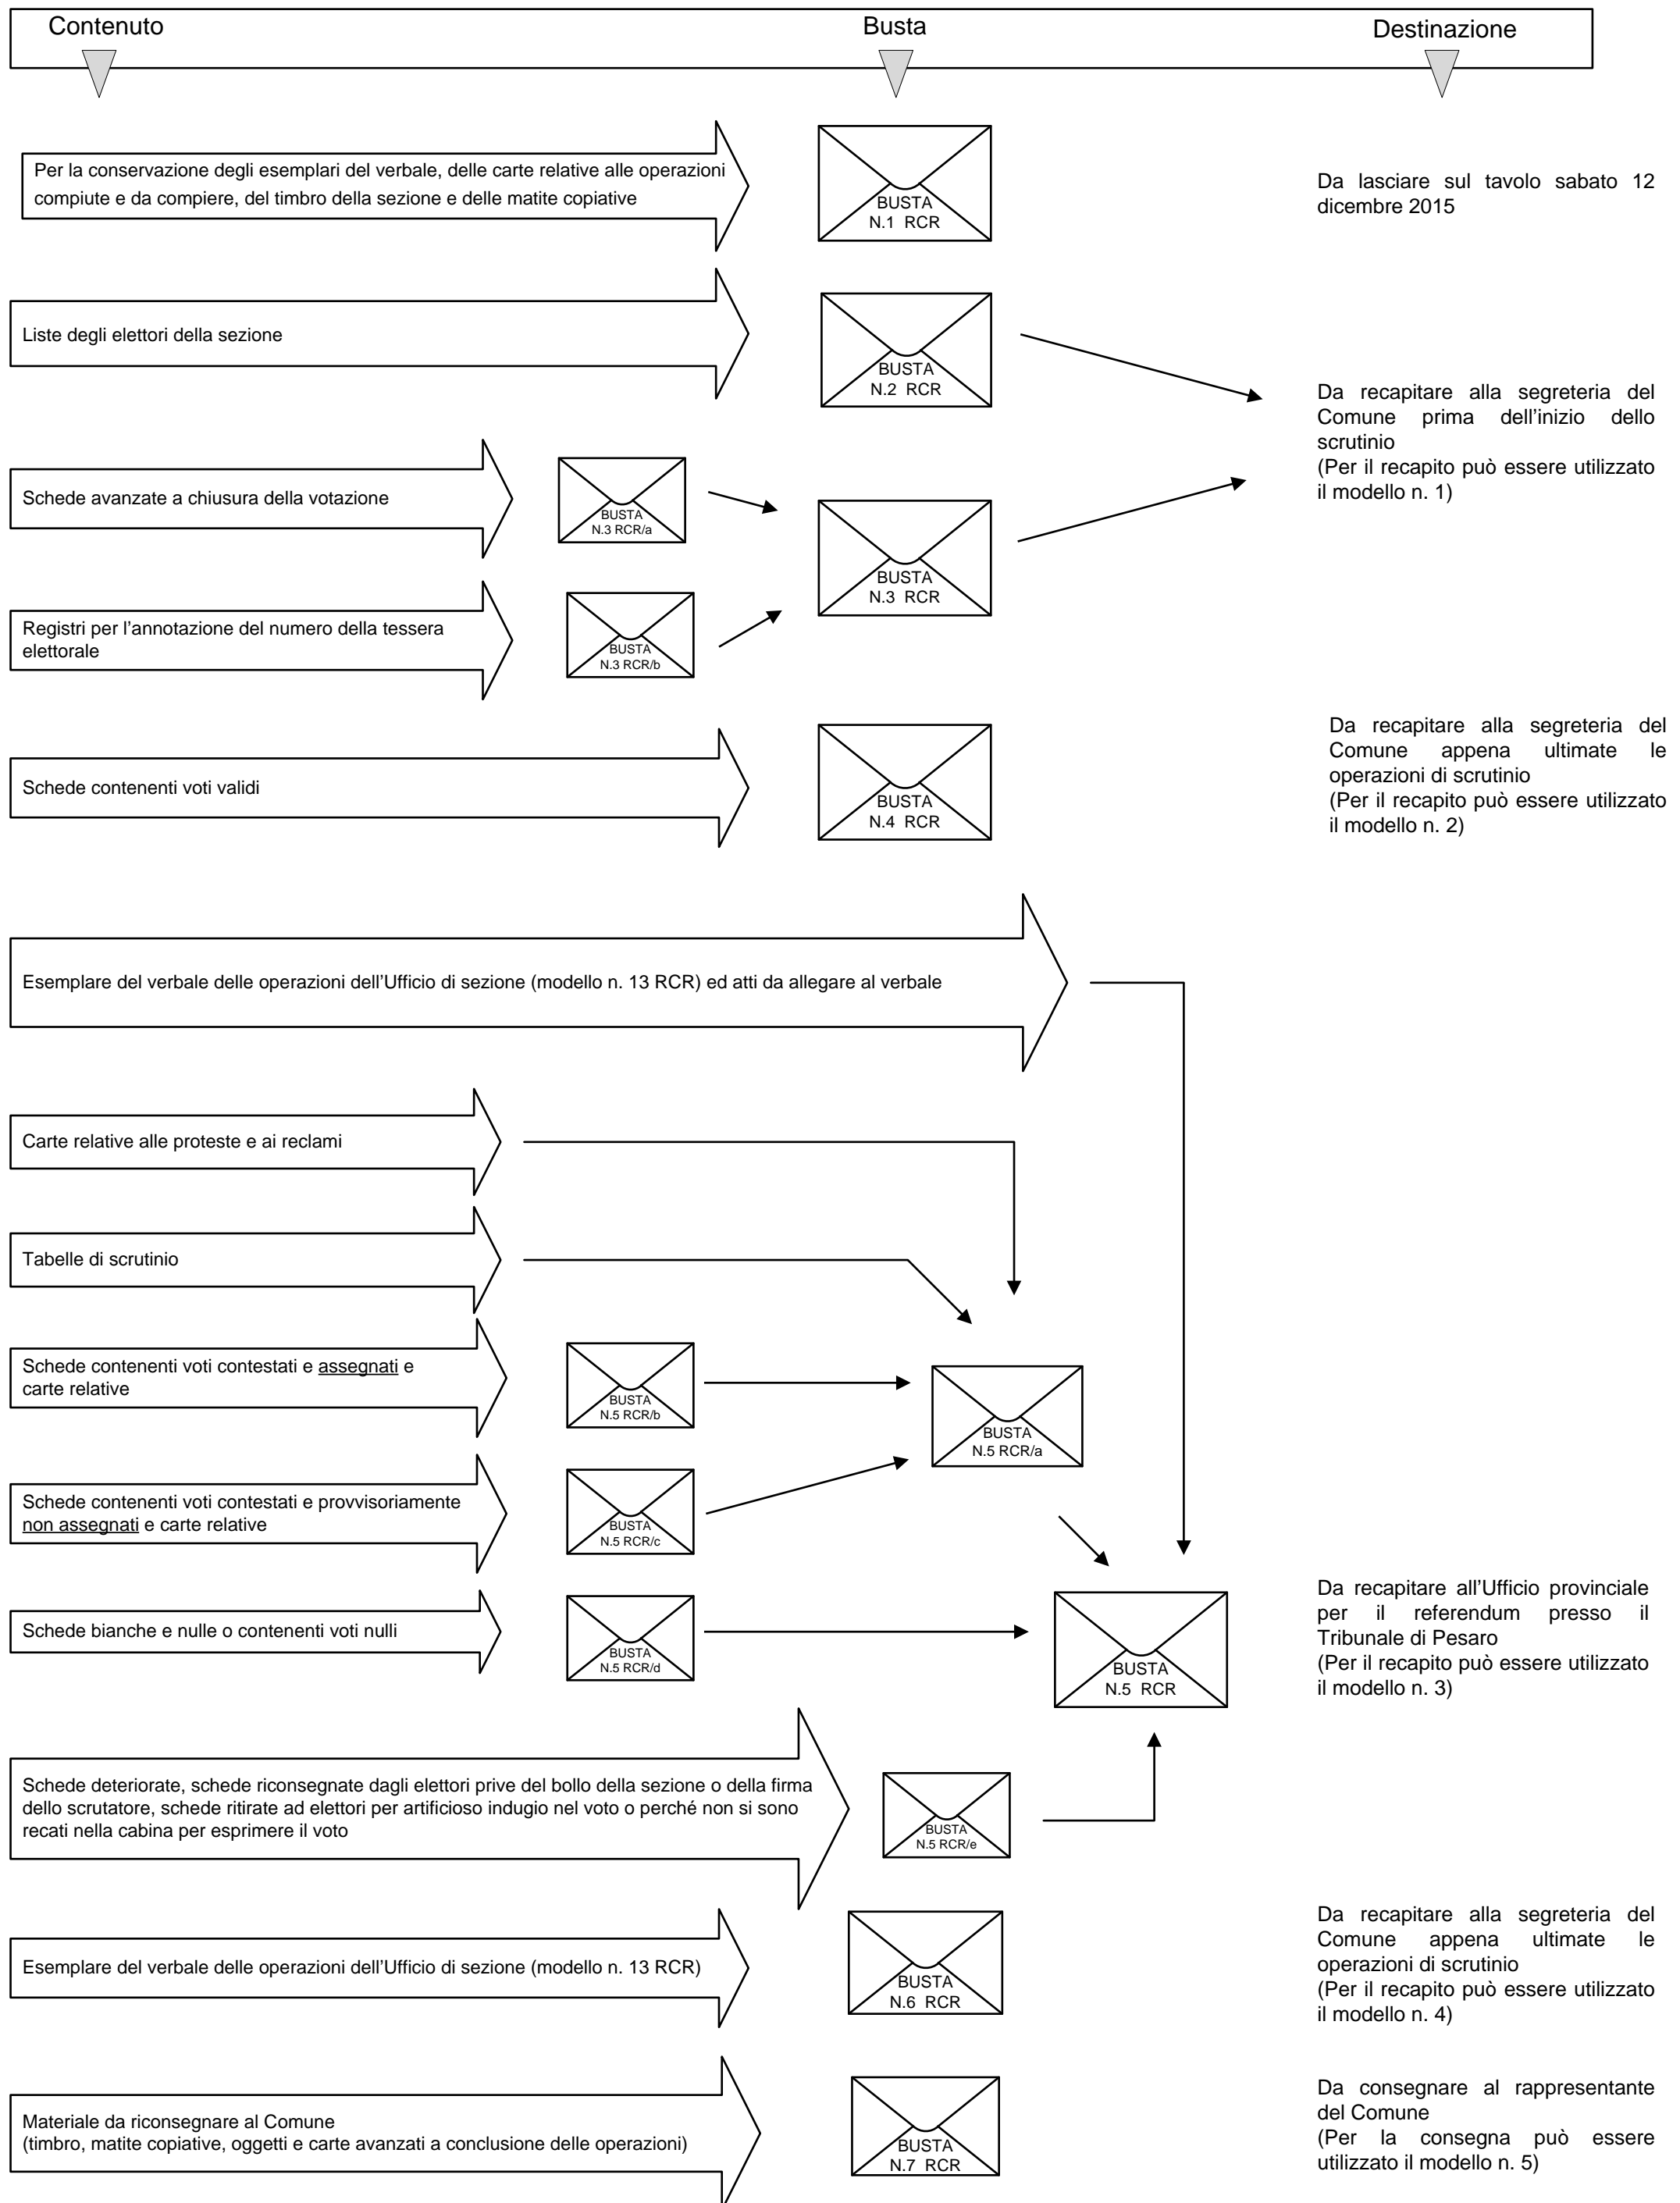 Contenuto
Busta
Destinazione
Per la conservazione degli esemplari del verbale, delle carte relative alle operazioni
compiute e da compiere, del timbro della sezione e delle matite copiative
BUSTA
N.1 RCR
Da lasciare sul tavolo sabato 12
dicembre 2015
Liste degli elettori della sezione
BUSTA
N.2 RCR
Da recapitare alla segreteria del
Comune prima dell’inizio dello
scrutinio
(Per il recapito può essere utilizzato
il modello n. 1)
Schede avanzate a chiusura della votazione
BUSTA
N.3 RCR/a
BUSTA
N.3 RCR
Registri per l’annotazione del numero della tessera
elettorale
BUSTA
N.3 RCR/b
Schede contenenti voti validi
BUSTA
N.4 RCR
Da recapitare alla segreteria del
Comune appena ultimate le
operazioni di scrutinio
(Per il recapito può essere utilizzato
il modello n. 2)
Esemplare del verbale delle operazioni dell’Ufficio di sezione (modello n. 13 RCR) ed atti da allegare al verbale
Carte relative alle proteste e ai reclami
Tabelle di scrutinio
Schede contenenti voti contestati e assegnati e
carte relative
BUSTA
N.5 RCR/b
BUSTA
N.5 RCR/a
Schede contenenti voti contestati e provvisoriamente
non assegnati e carte relative
BUSTA
N.5 RCR/c
Schede bianche e nulle o contenenti voti nulli
BUSTA
N.5 RCR/d
BUSTA
N.5 RCR
Da recapitare all’Ufficio provinciale
per il referendum presso il
Tribunale di Pesaro
(Per il recapito può essere utilizzato
il modello n. 3)
Schede deteriorate, schede riconsegnate dagli elettori prive del bollo della sezione o della firma
dello scrutatore, schede ritirate ad elettori per artificioso indugio nel voto o perché non si sono
recati nella cabina per esprimere il voto
BUSTA
N.5 RCR/e
Esemplare del verbale delle operazioni dell’Ufficio di sezione (modello n. 13 RCR)
BUSTA
N.6 RCR
Da recapitare alla segreteria del
Comune appena ultimate le
operazioni di scrutinio
(Per il recapito può essere utilizzato
il modello n. 4)
Materiale da riconsegnare al Comune
(timbro, matite copiative, oggetti e carte avanzati a conclusione delle operazioni)
BUSTA
N.7 RCR
Da consegnare al rappresentante
del Comune
(Per la consegna può essere
utilizzato il modello n. 5)